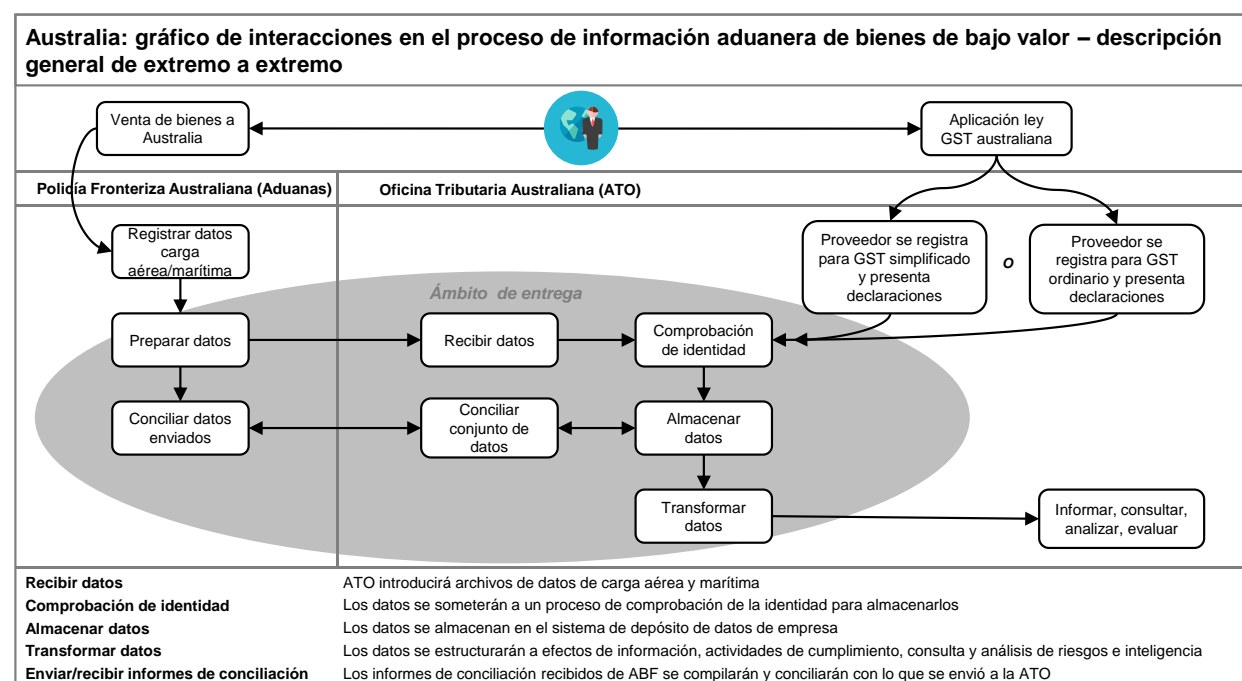 Australia: gráfico de interacciones en el proceso de información aduanera de bienes de bajo valor – descripción
general de extremo a extremo
Venta de bienes a
Australia
Aplicación ley
GST australiana
Policía Fronteriza Australiana (Aduanas)
Oficina Tributaria Australiana (ATO)
Registrar datos
carga
aérea/marítima
Proveedor se registra
para GST simplificado
y presenta
declaraciones
O
Proveedor se
registra para GST
ordinario y presenta
declaraciones
Ámbito de entrega
Preparar datos
Recibir datos
Comprobación
de identidad
Conciliar datos
enviados
Conciliar
conjunto de
datos
Almacenar
datos
Transformar
datos
Informar, consultar,
analizar, evaluar
Recibir datos ATO introducirá archivos de datos de carga aérea y marítima
Comprobación de identidad Los datos se someterán a un proceso de comprobación de la identidad para almacenarlos
Almacenar datos Los datos se almacenan en el sistema de depósito de datos de empresa
Transformar datos Los datos se estructurarán a efectos de información, actividades de cumplimiento, consulta y análisis de riesgos e inteligencia
Enviar/recibir informes de conciliación Los informes de conciliación recibidos de ABF se compilarán y conciliarán con lo que se envió a la ATO